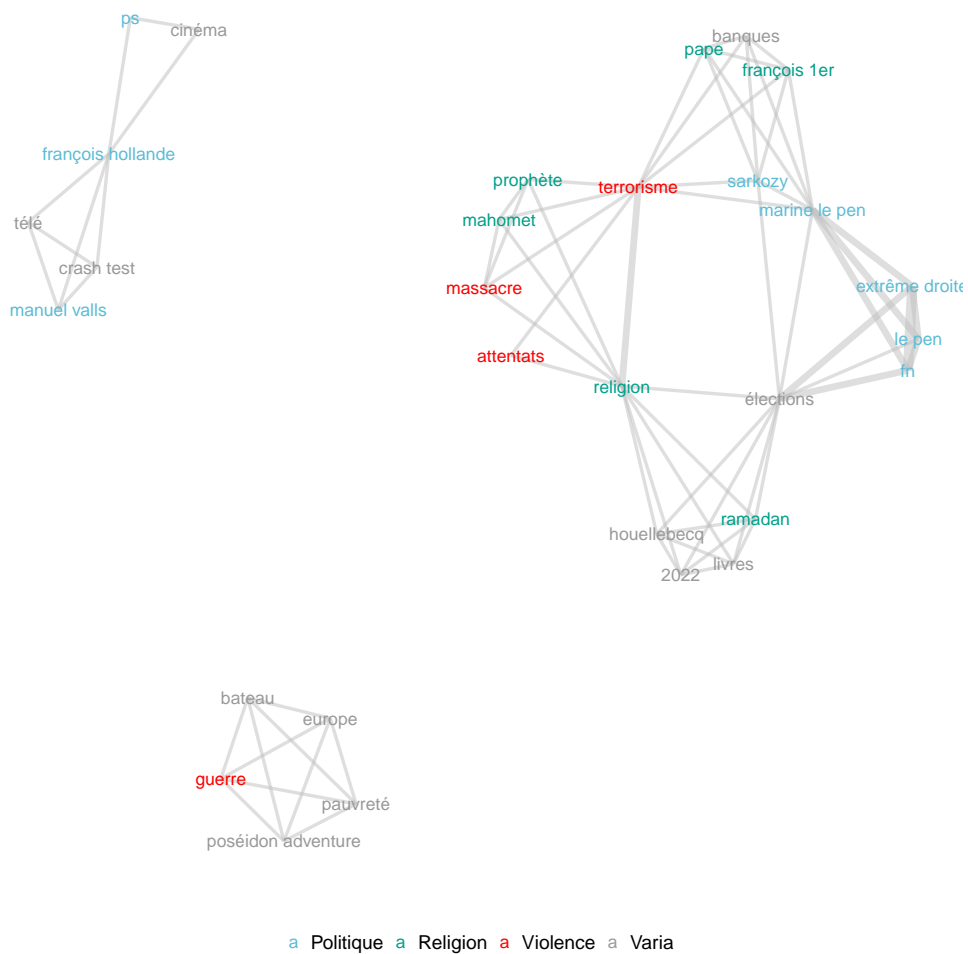 ps
cinéma
banques
pape
françois 1er
françois hollande
prophète
terrorisme
sarkozy
mahomet
marine le pen
télé
crash test
massacre
extrême droite
manuel valls
le pen
attentats
fn
religion
élections
ramadan
houellebecq
livres
2022
bateau
europe
guerre
pauvreté
poséidon adventure
a Politique a Religion a Violence a Varia